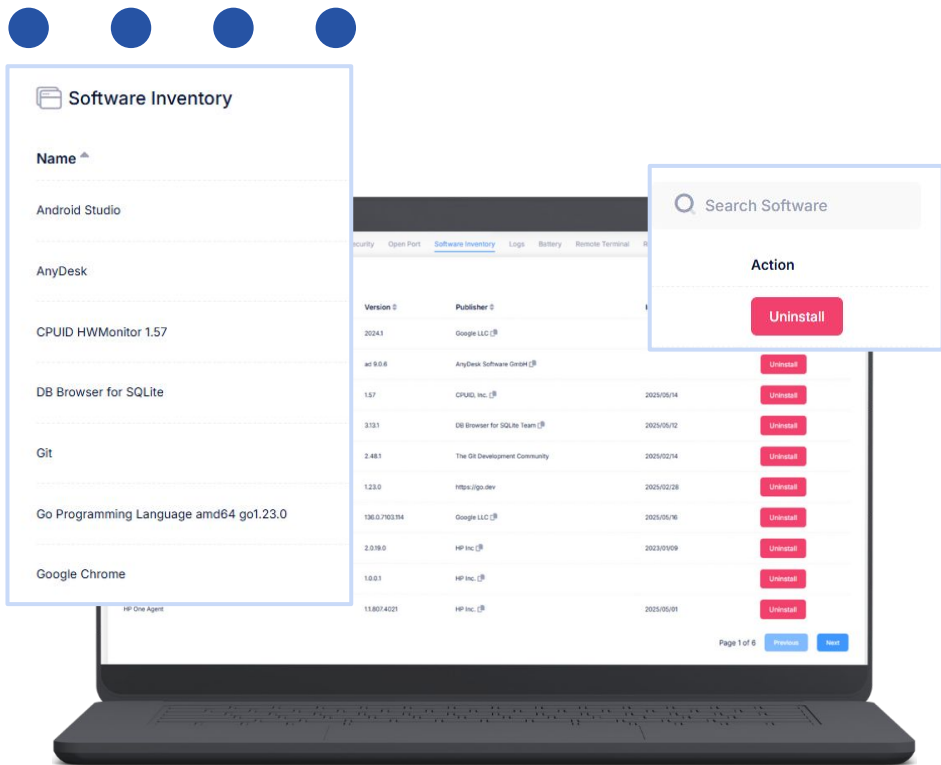 Software Inventory
Name
Android Studio
AnyDesk
CPUID HWMonitor 1.57
DB Browser for SQLite
Git
Go Programming Language amd64 go1.23.0
Google Chrome
Search Software
Action
Uninstall
Open Port Software Inventory Logs Battery Remote Terminal
Version Publisher
2024.1 Google LLC
ad 9.0.6 AnyDesk Software GmbH Uninstall
1.57 CPUID, Inc. 2025/05/14 Uninstall
3.13.1 DB Browser for SQLite Team 2025/05/12 Uninstall
2.48.1 The Git Development Community 2025/02/14 Uninstall
1.23.0 https://go.dev 2025/02/28 Uninstall
136.0.7103.114 Google LLC 2025/05/16 Uninstall
2.0.19.0 HP Inc 2023/01/09 Uninstall
1.0.0.1 HP Inc. Uninstall
HP One Agent 1.1.807.4021 HP Inc. 2025/05/01 Uninstall
Page 1 of 6 Previous Next